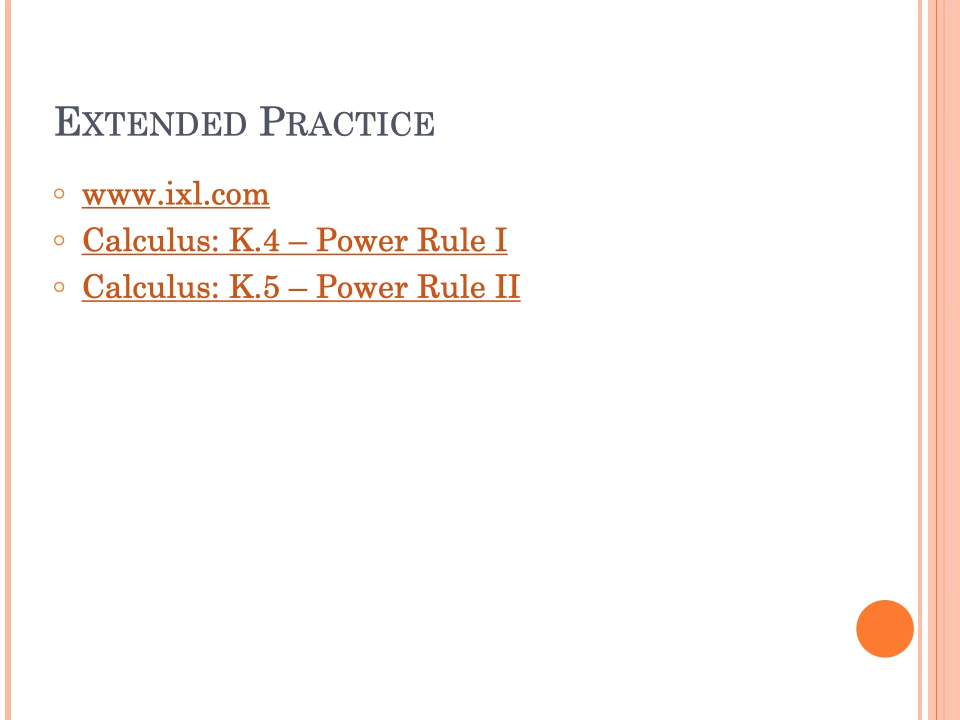 EXTENDED PRACTICE
www.ixl.com
Calculus: K.4 – Power Rule I
Calculus: K.5 – Power Rule II